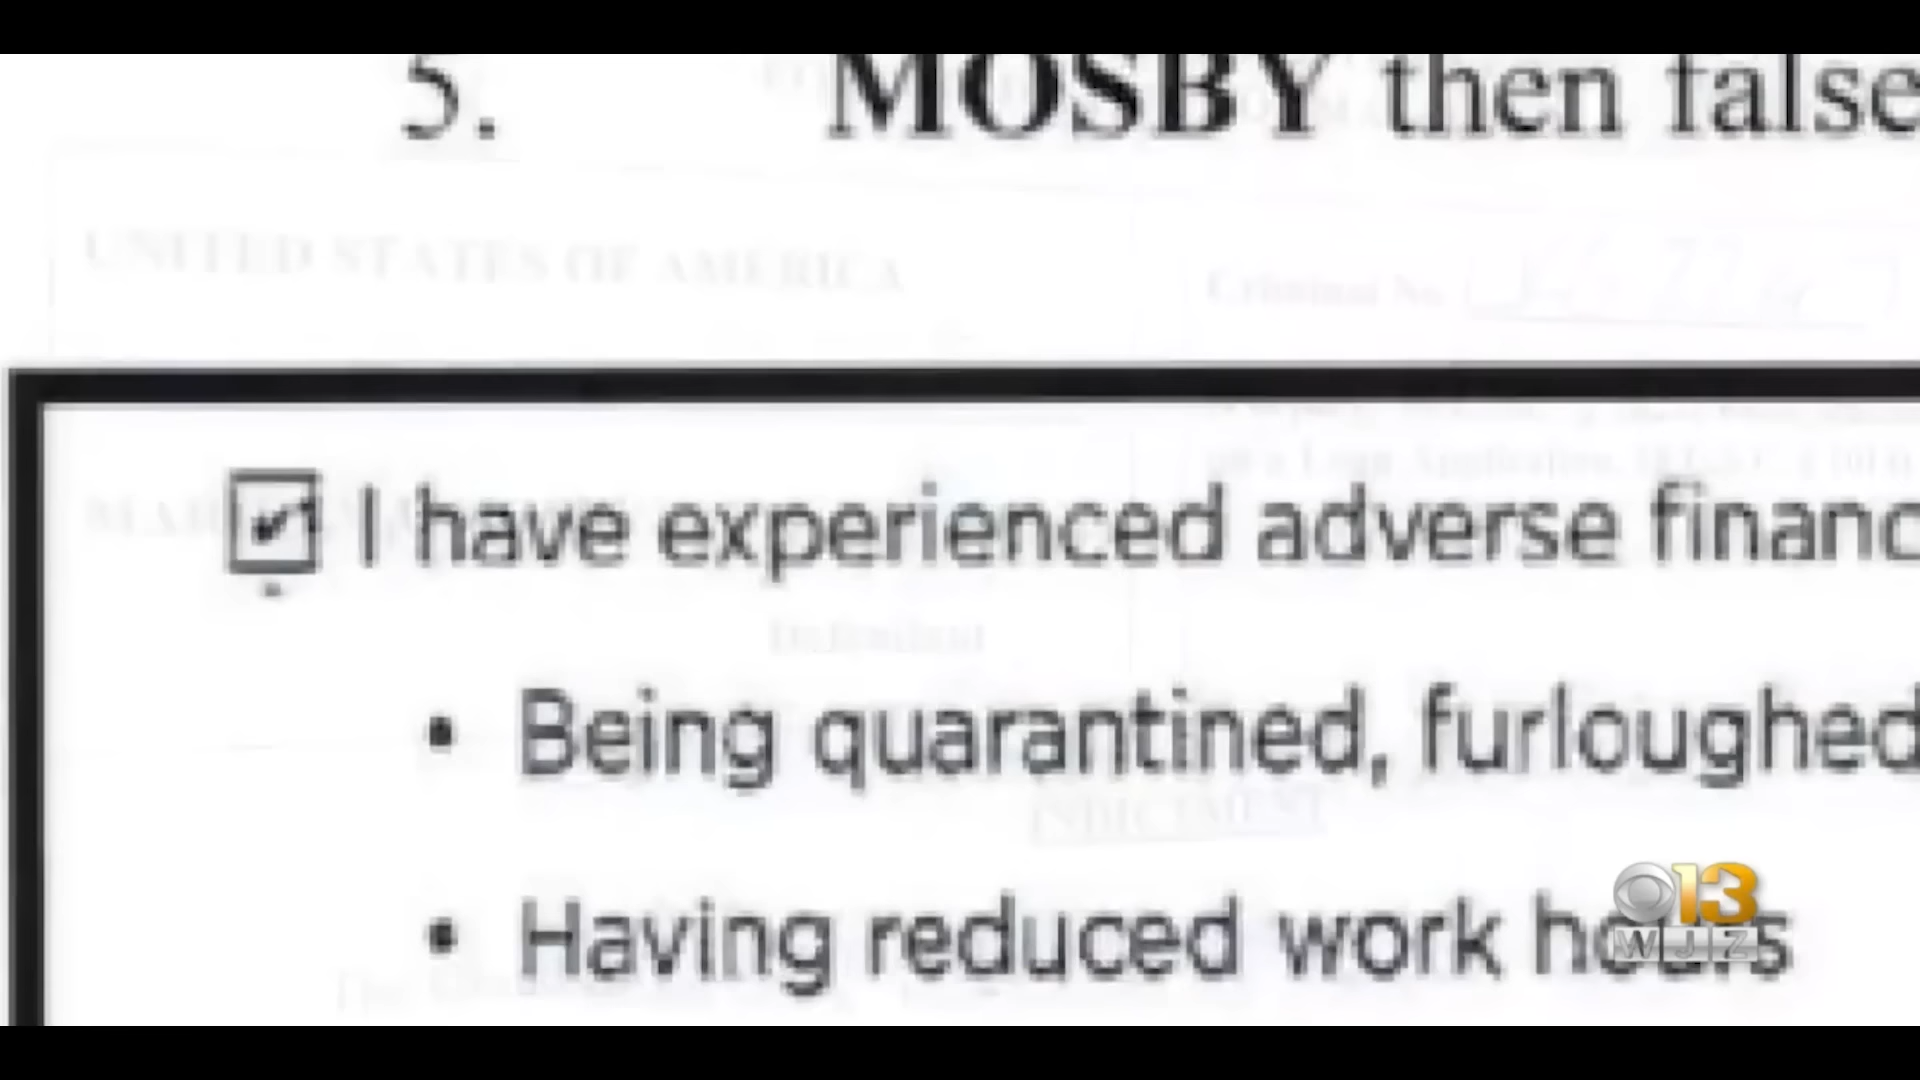 5. MOSBY then false
UNITED STATES OF AMERICA
Criminal No.
I have experienced adverse financ
Defendant
• Being quarantined, furloughed
INDICTMENT
• Having reduced work hours
13
WJZ
The